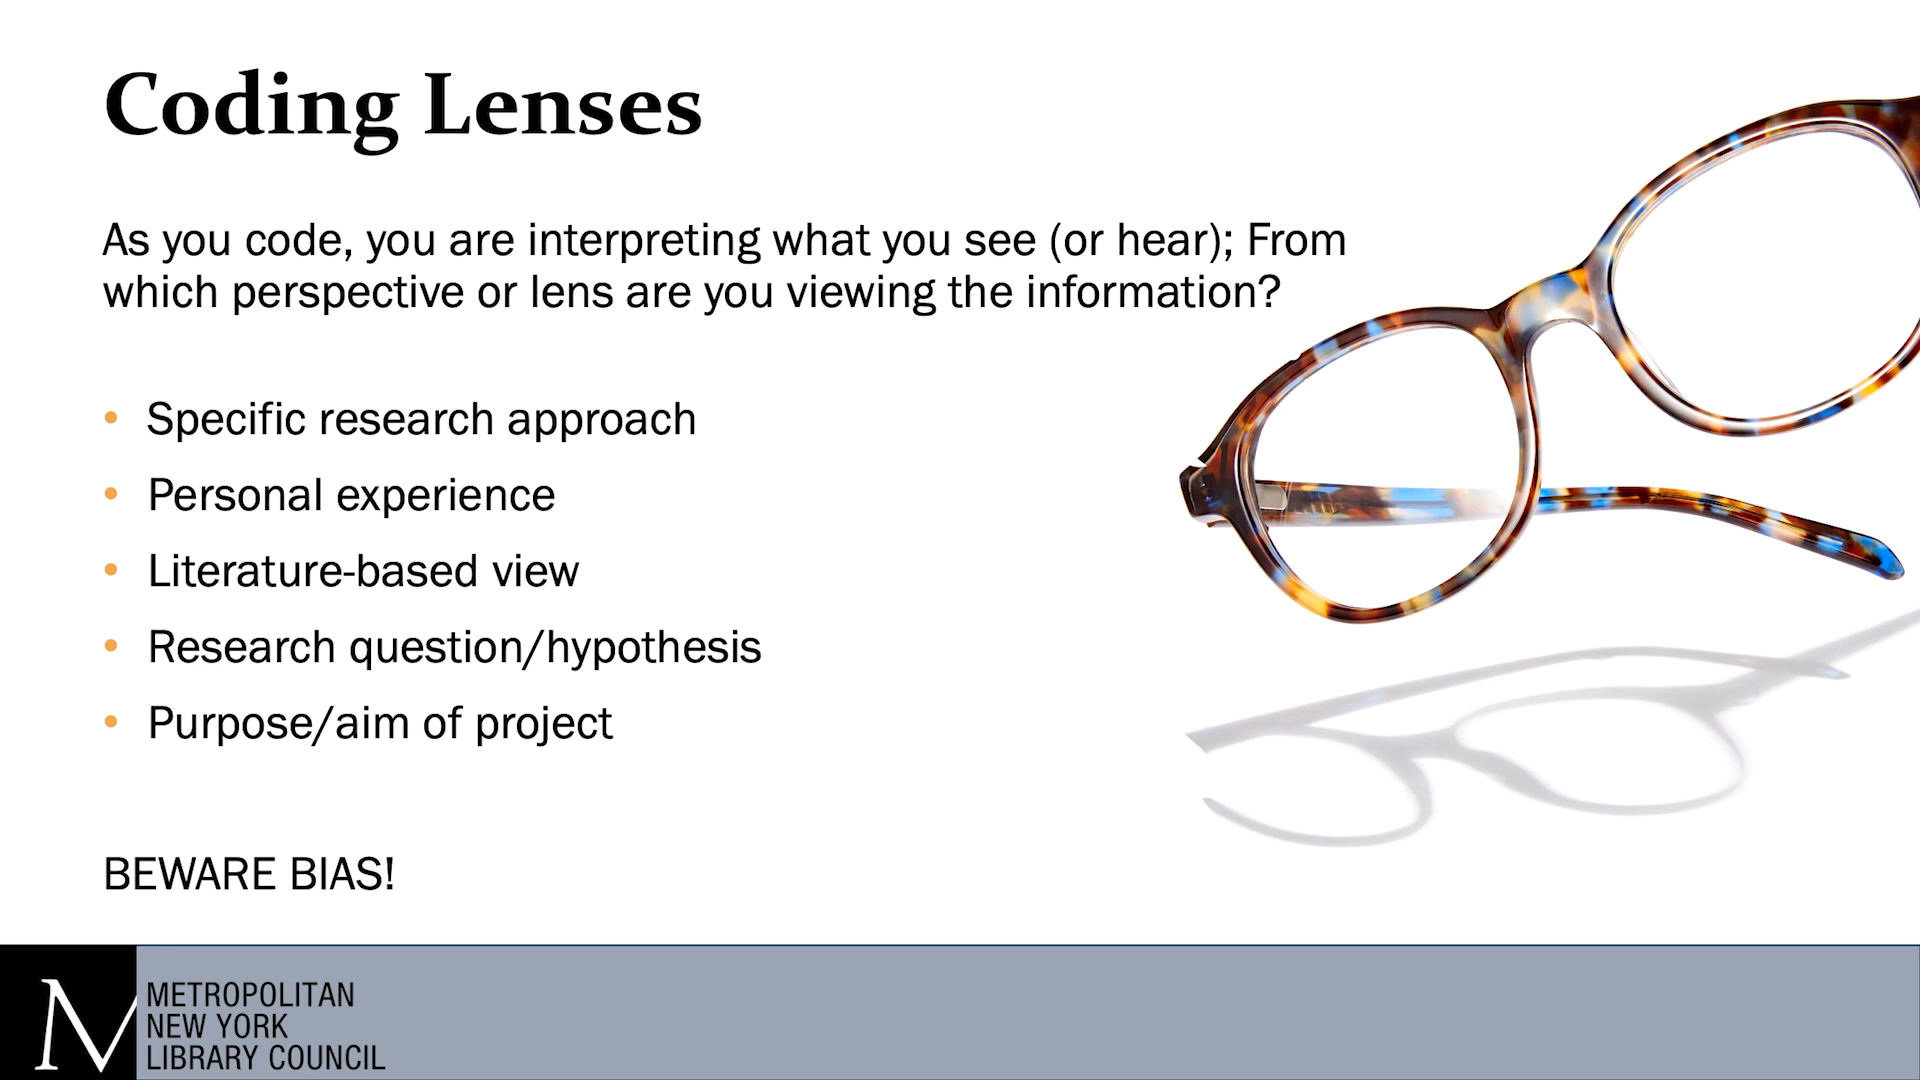 Coding Lenses
As you code, you are interpreting what you see (or hear); From
which perspective or lens are you viewing the information?
• Specific research approach
• Personal experience
• Literature-based view
• Research question/hypothesis
• Purpose/aim of project
BEWARE BIAS!
M
METROPOLITAN
NEW YORK
LIBRARY COUNCIL